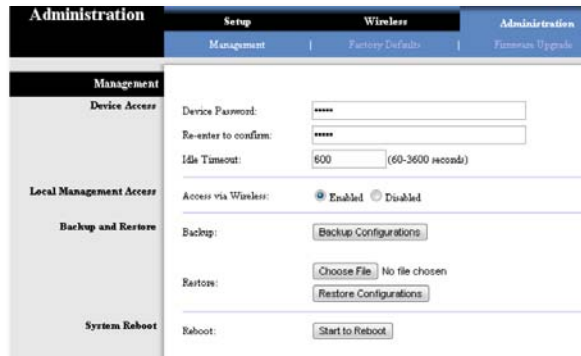 Administration
Setup Wireless Administration
Management | Factory Defaults | Firmware Upgrade
Management
Device Access
Device Password: •••••
Re-enter to confirm: •••••
Idle Timeout: 600 (60-3600 seconds)
Local Management Access
Access via Wireless: Enabled Disabled
Backup and Restore
Backup: Backup Configurations
Restore: Choose File No file chosen
Restore Configurations
System Reboot
Reboot: Start to Reboot